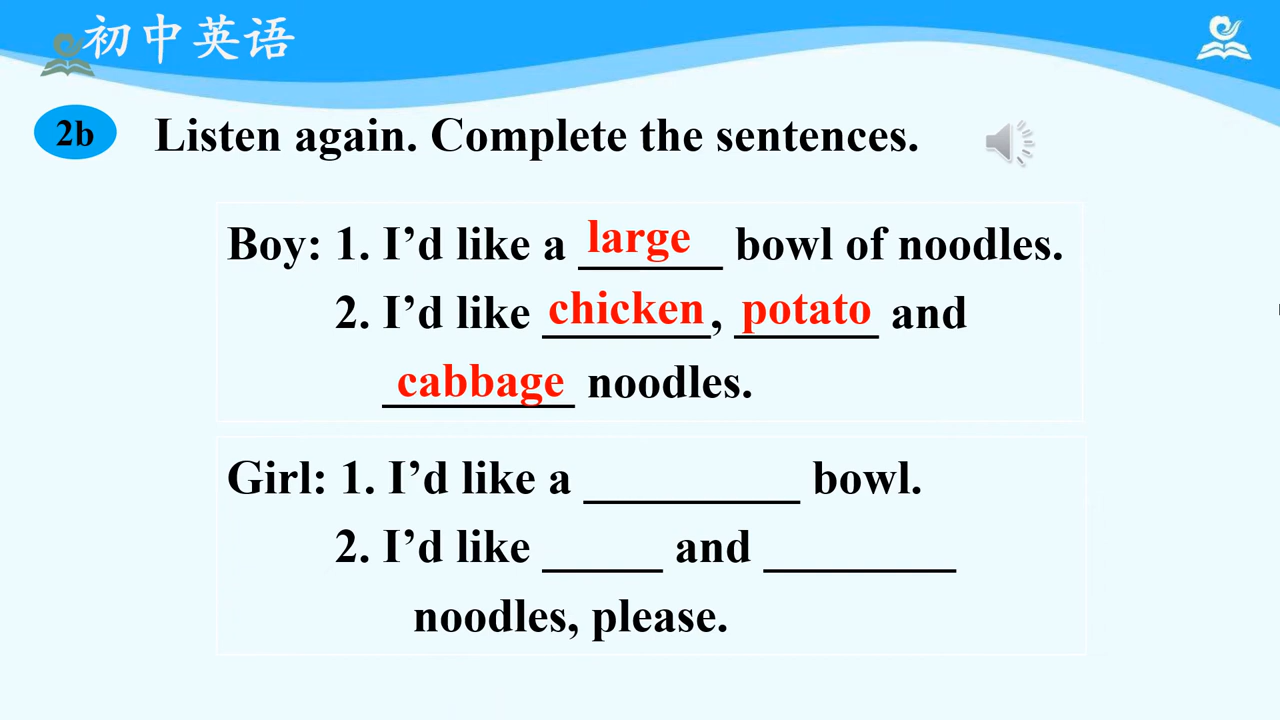 初中英语
2b Listen again. Complete the sentences.
Boy: 1. I’d like a large bowl of noodles.
2. I’d like chicken, potato and
cabbage noodles.
Girl: 1. I’d like a _________ bowl.
2. I’d like _____ and ________
noodles, please.